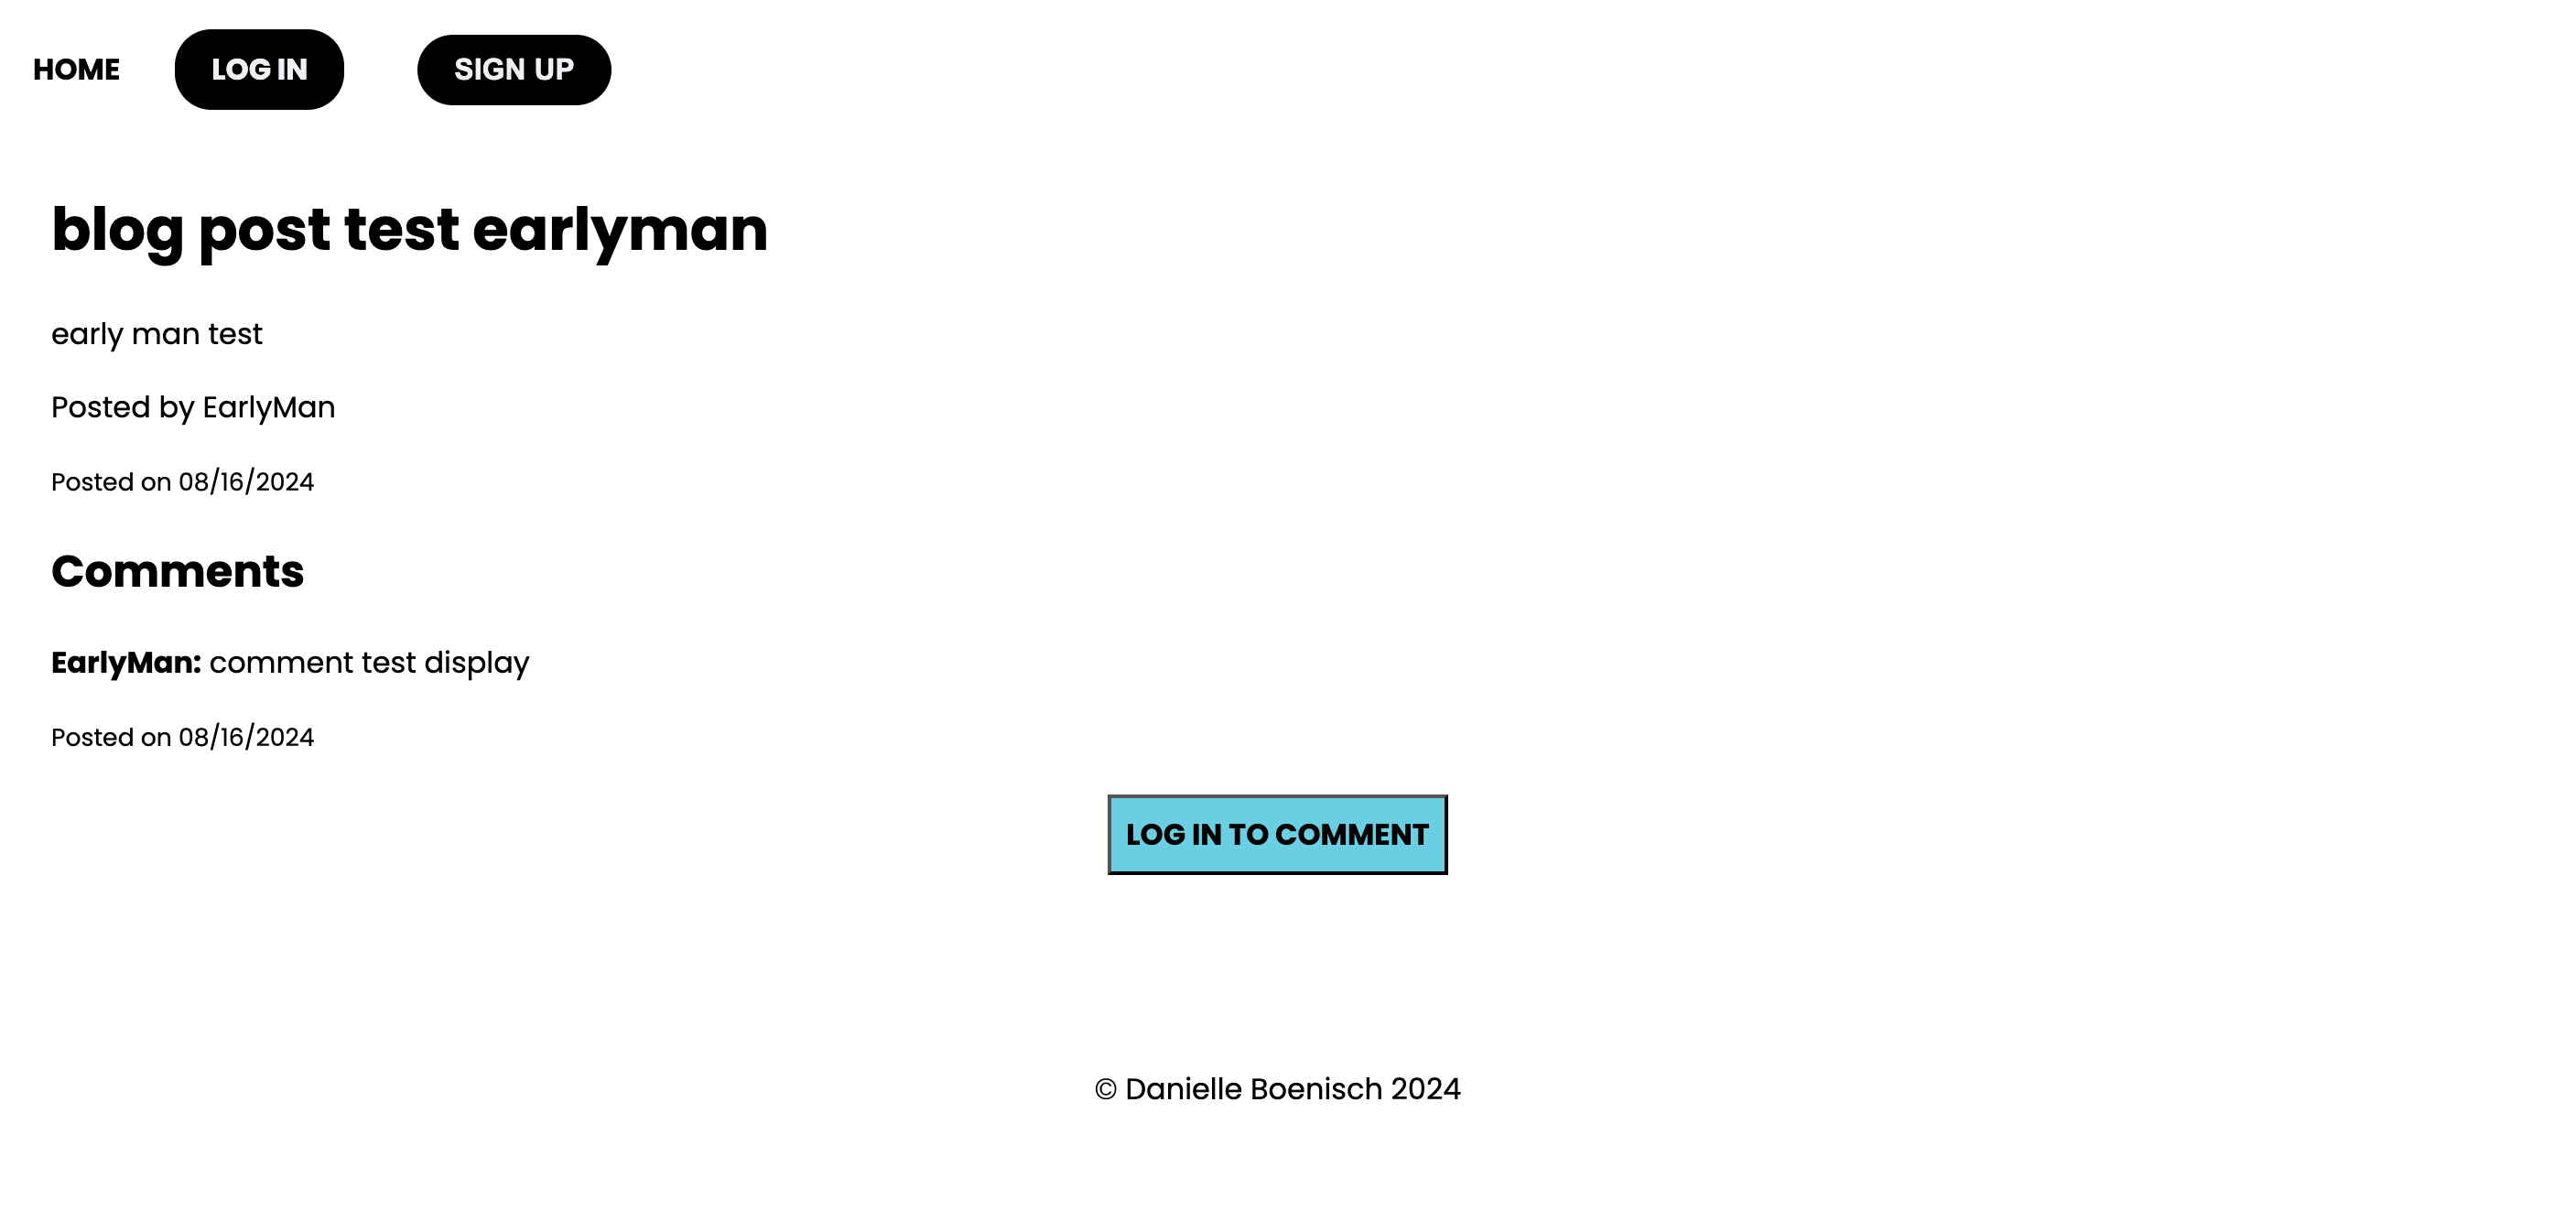 HOME LOG IN SIGN UP
blog post test earlyman
early man test
Posted by EarlyMan
Posted on 08/16/2024
Comments
EarlyMan: comment test display
Posted on 08/16/2024
LOG IN TO COMMENT
© Danielle Boenisch 2024